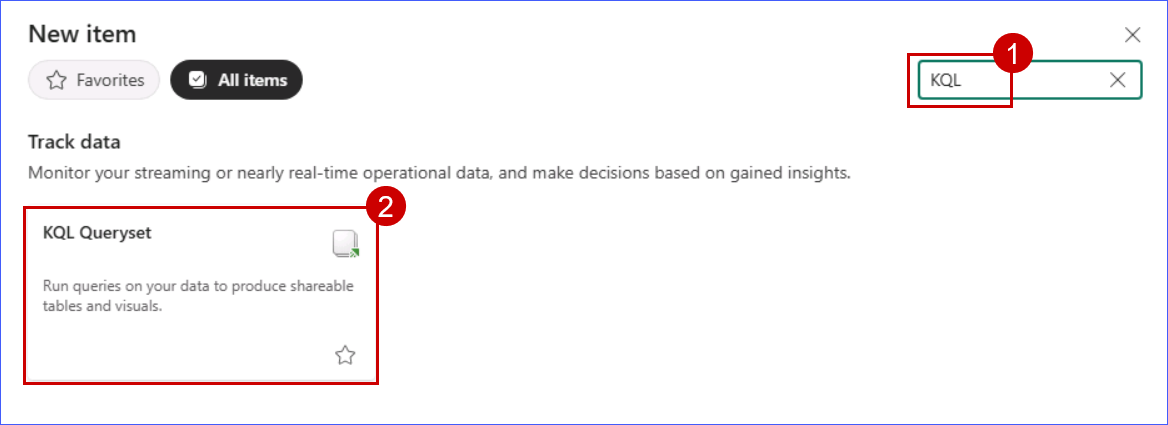 New item
Favorites
All items
1
KQL
Track data
Monitor your streaming or nearly real-time operational data, and make decisions based on gained insights.
2
KQL Queryset
Run queries on your data to produce shareable
tables and visuals.